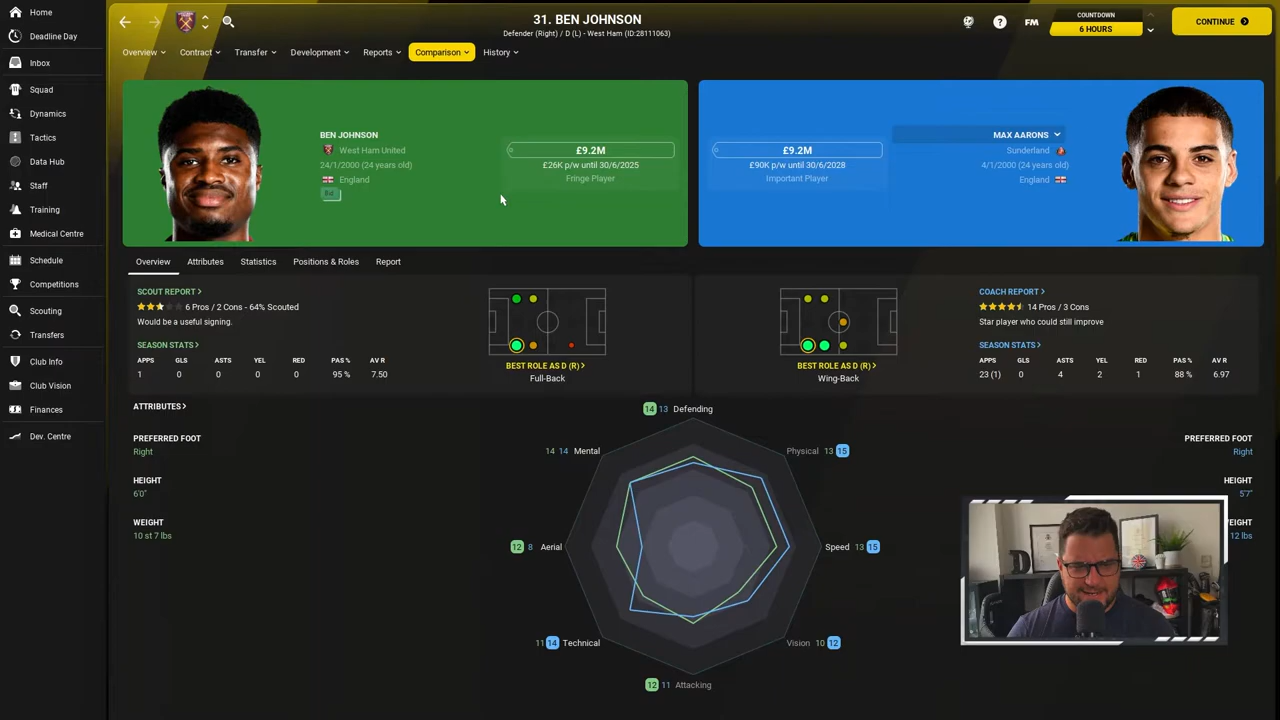 Home
Deadline Day
Inbox
Squad
Dynamics
Tactics
Data Hub
Staff
Training
Medical Centre
Schedule
Competitions
Scouting
Transfers
Club Info
Club Vision
Finances
Dev. Centre
31. BEN JOHNSON
Defender (Right) / D (L) - West Ham (ID:28111063)
FM
COUNTDOWN
6 HOURS
CONTINUE
Overview
Contract
Transfer
Development
Reports
Comparison
History
BEN JOHNSON
West Ham United
24/1/2000 (24 years old)
England
Bid
£9.2M
£26K p/w until 30/6/2025
Fringe Player
£9.2M
£90K p/w until 30/6/2028
Important Player
MAX AARONS
Sunderland
4/1/2000 (24 years old)
England
Overview Attributes Statistics Positions & Roles Report
SCOUT REPORT >
6 Pros / 2 Cons - 64% Scouted
Would be a useful signing.
SEASON STATS >
APPS GLS ASTS YEL RED PAS % AV R
1 0 0 0 0 95 % 7.50
BEST ROLE AS D (R) >
Full-Back
BEST ROLE AS D (R) >
Wing-Back
COACH REPORT >
14 Pros / 3 Cons
Star player who could still improve
SEASON STATS >
APPS GLS ASTS YEL RED PAS % AV R
23 (1) 0 4 2 1 88 % 6.97
ATTRIBUTES >
PREFERRED FOOT
Right
HEIGHT
6'0"
WEIGHT
10 st 7 lbs
14 13 Defending
14 14 Mental
Physical 13 15
12 8 Aerial
Speed 13 15
11 14 Technical
Vision 10 12
12 11 Attacking
PREFERRED FOOT
Right
HEIGHT
5'7"
12 lbs